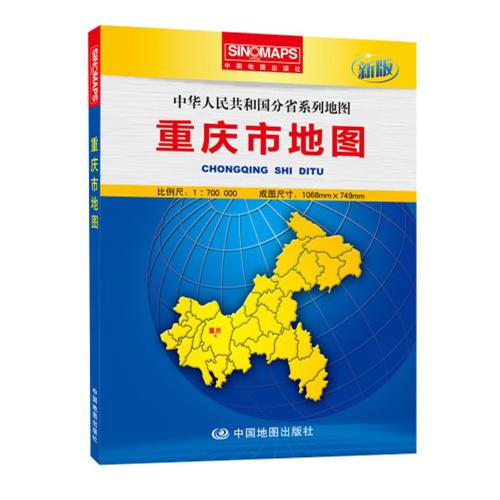 SINOMAPS
中国地图出版社
新版
中华人民共和国分省系列地图
重庆市地图
CHONGQING SHI DITU
比例尺：1：700 000 成图尺寸：1068mm×749mm
重庆
中国地图出版社
SINOMAPS
重庆市地图
中国地图出版社